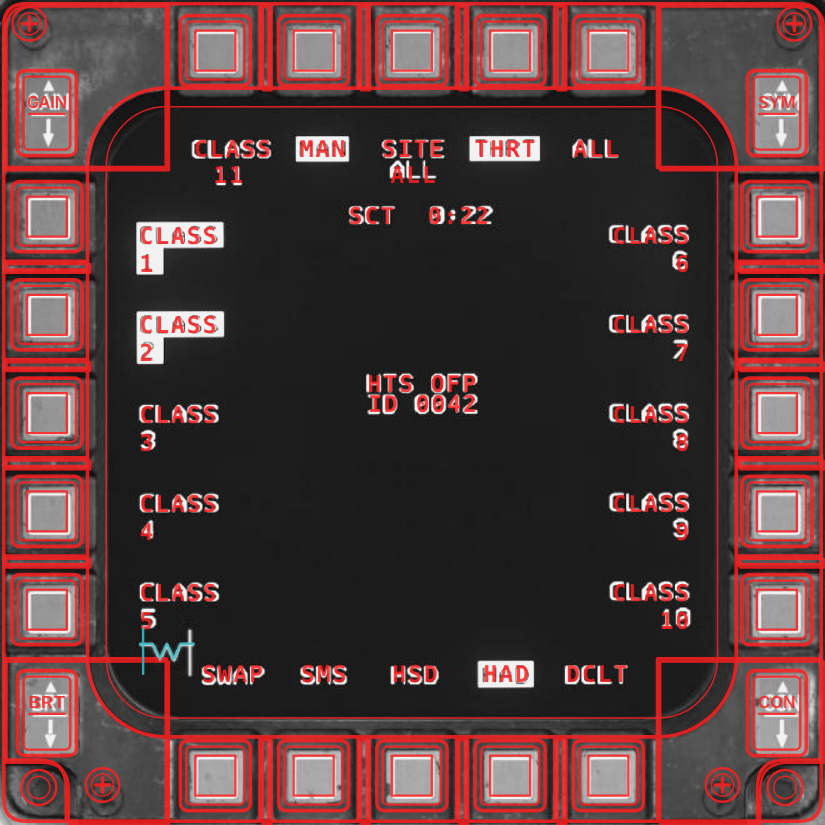 GAIN
SYM
CLASS MAN SITE THRT ALL
11 ALL
SCT 0:22
CLASS CLASS
1 6
CLASS CLASS
2 7
HTS OFP
ID 0042
CLASS CLASS
3 8
CLASS CLASS
4 9
CLASS CLASS
5 10
SWAP SMS HSD HAD DCLT
BRT
CON